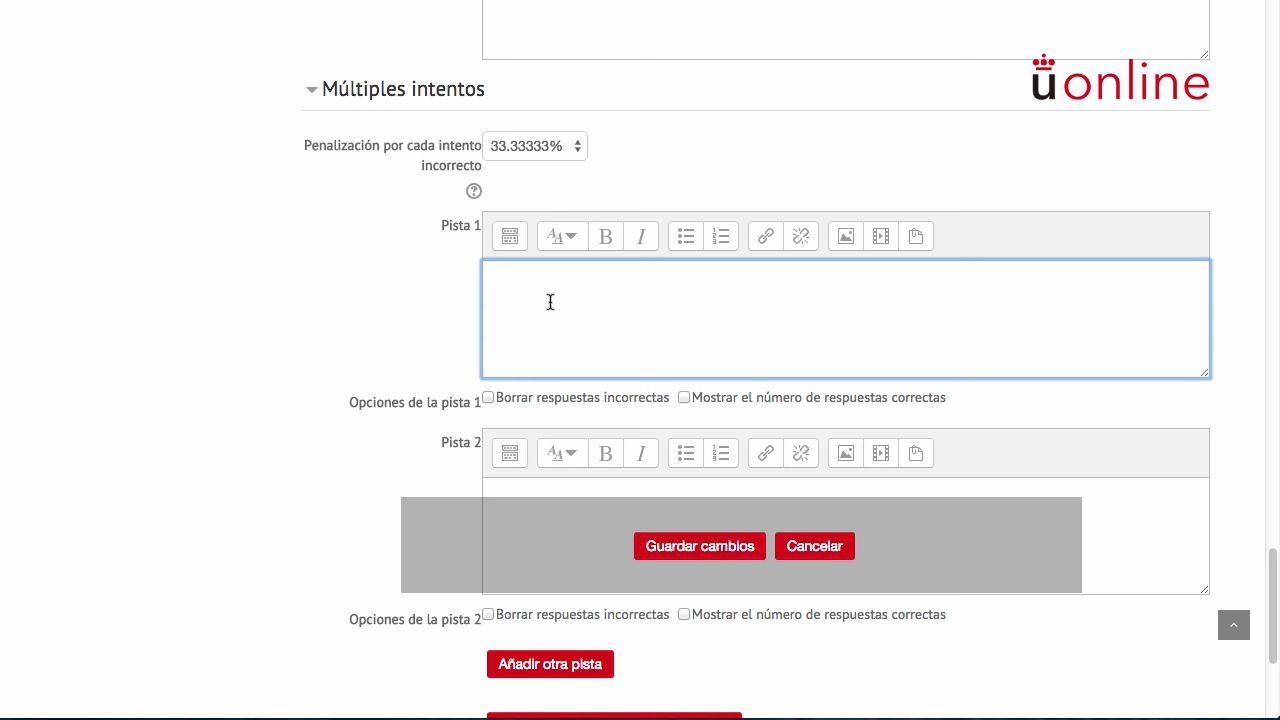 üonline
Múltiples intentos
Penalización por cada intento
incorrecto
33.33333%
?
Pista 1
AA B I
Opciones de la pista 1
Borrar respuestas incorrectas Mostrar el número de respuestas correctas
Pista 2
AA B I
Guardar cambios Cancelar
Opciones de la pista 2
Borrar respuestas incorrectas Mostrar el número de respuestas correctas
Añadir otra pista